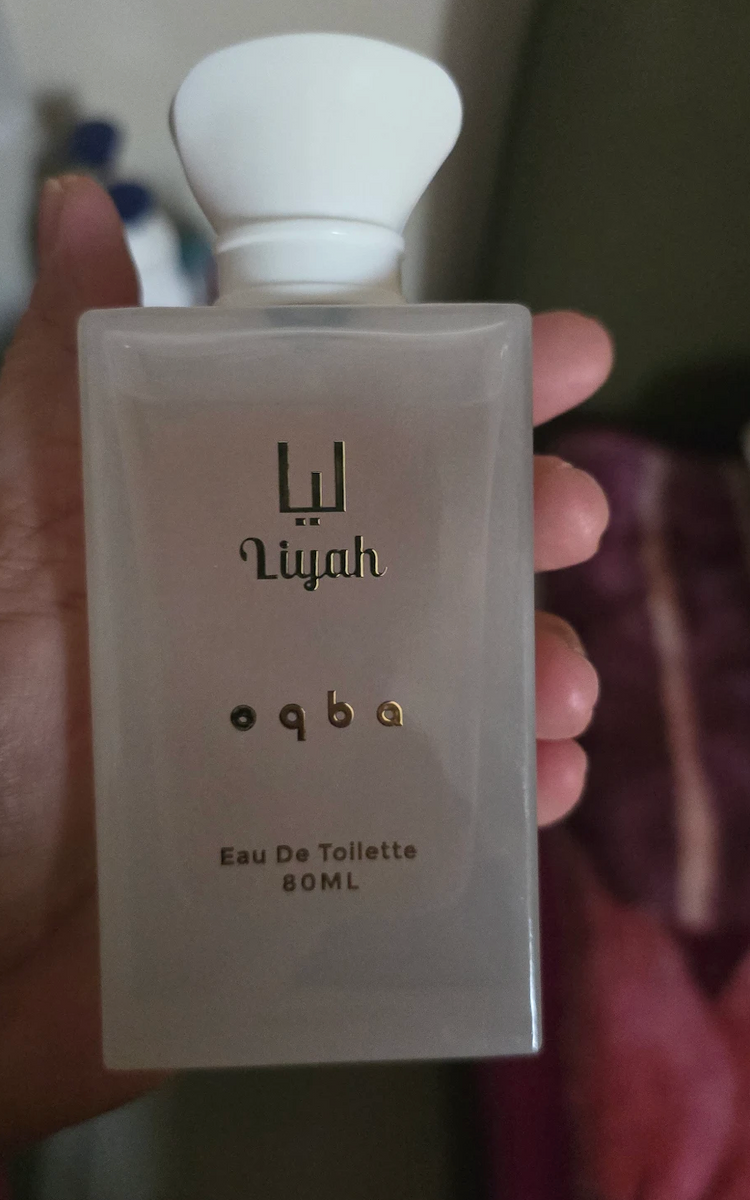 ليا
Liyah
oqba
Eau De Toilette
80ML